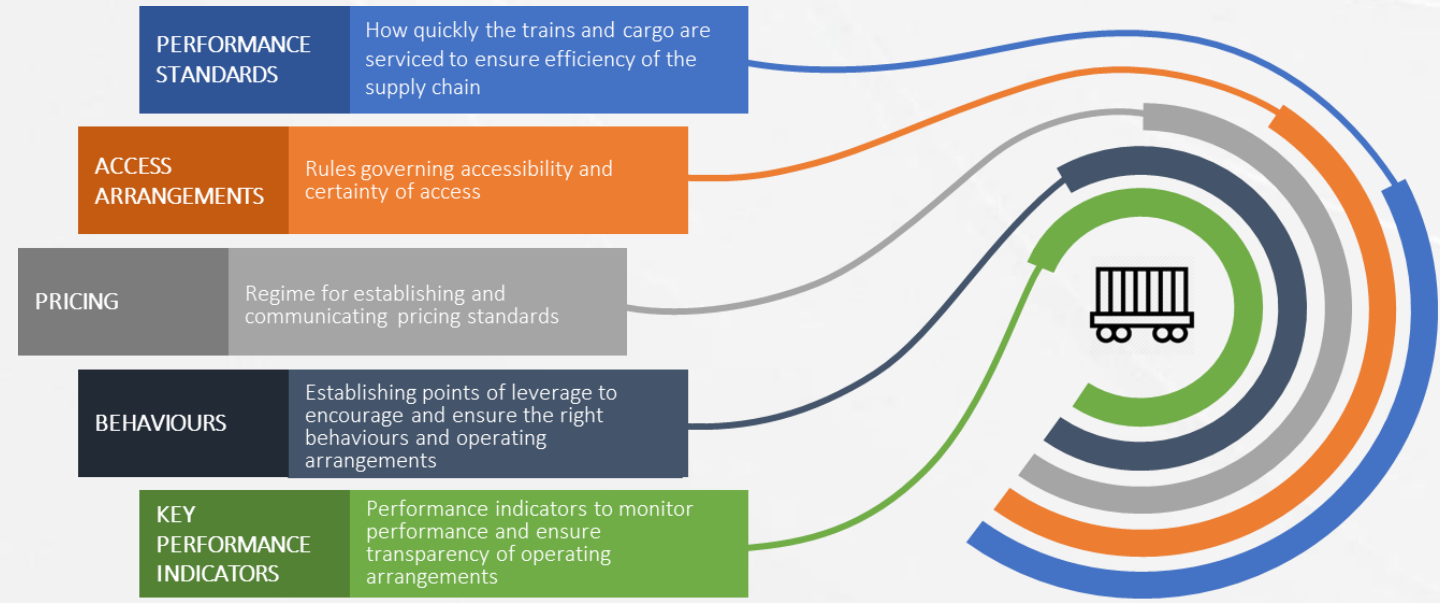 PERFORMANCE
STANDARDS
How quickly the trains and cargo are
serviced to ensure efficiency of the
supply chain
ACCESS
ARRANGEMENTS
Rules governing accessibility and
certainty of access
PRICING
Regime for establishing and
communicating pricing standards
BEHAVIOURS
Establishing points of leverage to
encourage and ensure the right
behaviours and operating
arrangements
KEY
PERFORMANCE
INDICATORS
Performance indicators to monitor
performance and ensure
transparency of operating
arrangements